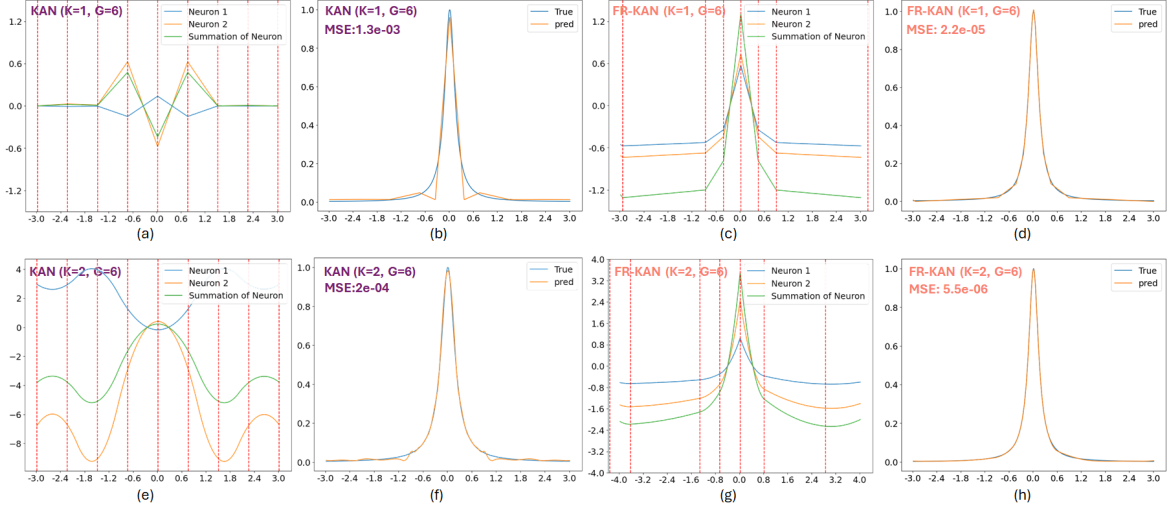 KAN (K=1, G=6)
Neuron 1
Neuron 2
Summation of Neuron
1.2
0.6
0.0
-0.6
-1.2
-3.0 -2.4 -1.8 -1.2 -0.6 0.0 0.6 1.2 1.8 2.4 3.0
(a)
KAN (K=1, G=6)
MSE:1.3e-03
True
pred
1.0
0.8
0.6
0.4
0.2
0.0
-3.0 -2.4 -1.8 -1.2 -0.6 0.0 0.6 1.2 1.8 2.4 3.0
(b)
FR-KAN (K=1, G=6)
Neuron 1
Neuron 2
Summation of Neuron
1.2
0.6
0.0
-0.6
-1.2
-3.0 -2.4 -1.8 -1.2 -0.6 0.0 0.6 1.2 1.8 2.4 3.0
(c)
FR-KAN (K=1, G=6)
MSE: 2.2e-05
True
pred
1.0
0.8
0.6
0.4
0.2
0.0
-3.0 -2.4 -1.8 -1.2 -0.6 0.0 0.6 1.2 1.8 2.4 3.0
(d)
KAN (K=2, G=6)
Neuron 1
Neuron 2
Summation of Neuron
4
2
0
-2
-4
-6
-8
-3.0 -2.4 -1.8 -1.2 -0.6 0.0 0.6 1.2 1.8 2.4 3.0
(e)
KAN (K=2, G=6)
MSE:2e-04
True
pred
1.0
0.8
0.6
0.4
0.2
0.0
-3.0 -2.4 -1.8 -1.2 -0.6 0.0 0.6 1.2 1.8 2.4 3.0
(f)
FR-KAN (K=2, G=6)
Neuron 1
Neuron 2
Summation of Neuron
4.0
3.2
2.4
1.6
0.8
0.0
-0.8
-1.6
-2.4
-3.2
-4.0
-4.0 -3.2 -2.4 -1.6 -0.8 0.0 0.8 1.6 2.4 3.2 4.0
(g)
FR-KAN (K=2, G=6)
MSE: 5.5e-06
True
pred
1.0
0.8
0.6
0.4
0.2
0.0
-3.0 -2.4 -1.8 -1.2 -0.6 0.0 0.6 1.2 1.8 2.4 3.0
(h)